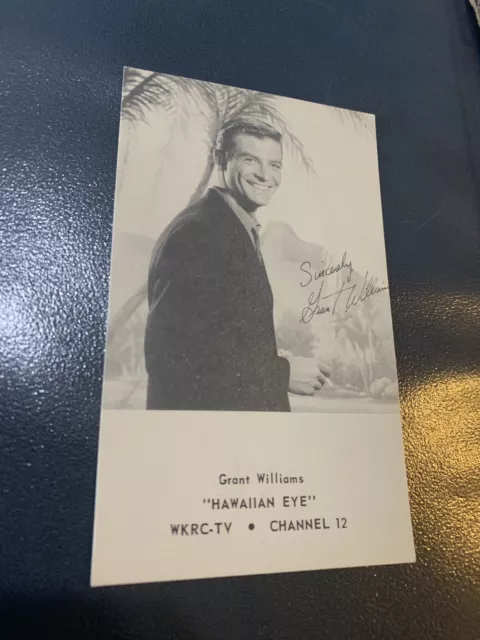 Sincerely
Grant Williams
Grant Williams
"HAWAIIAN EYE"
WKRC-TV • CHANNEL 12